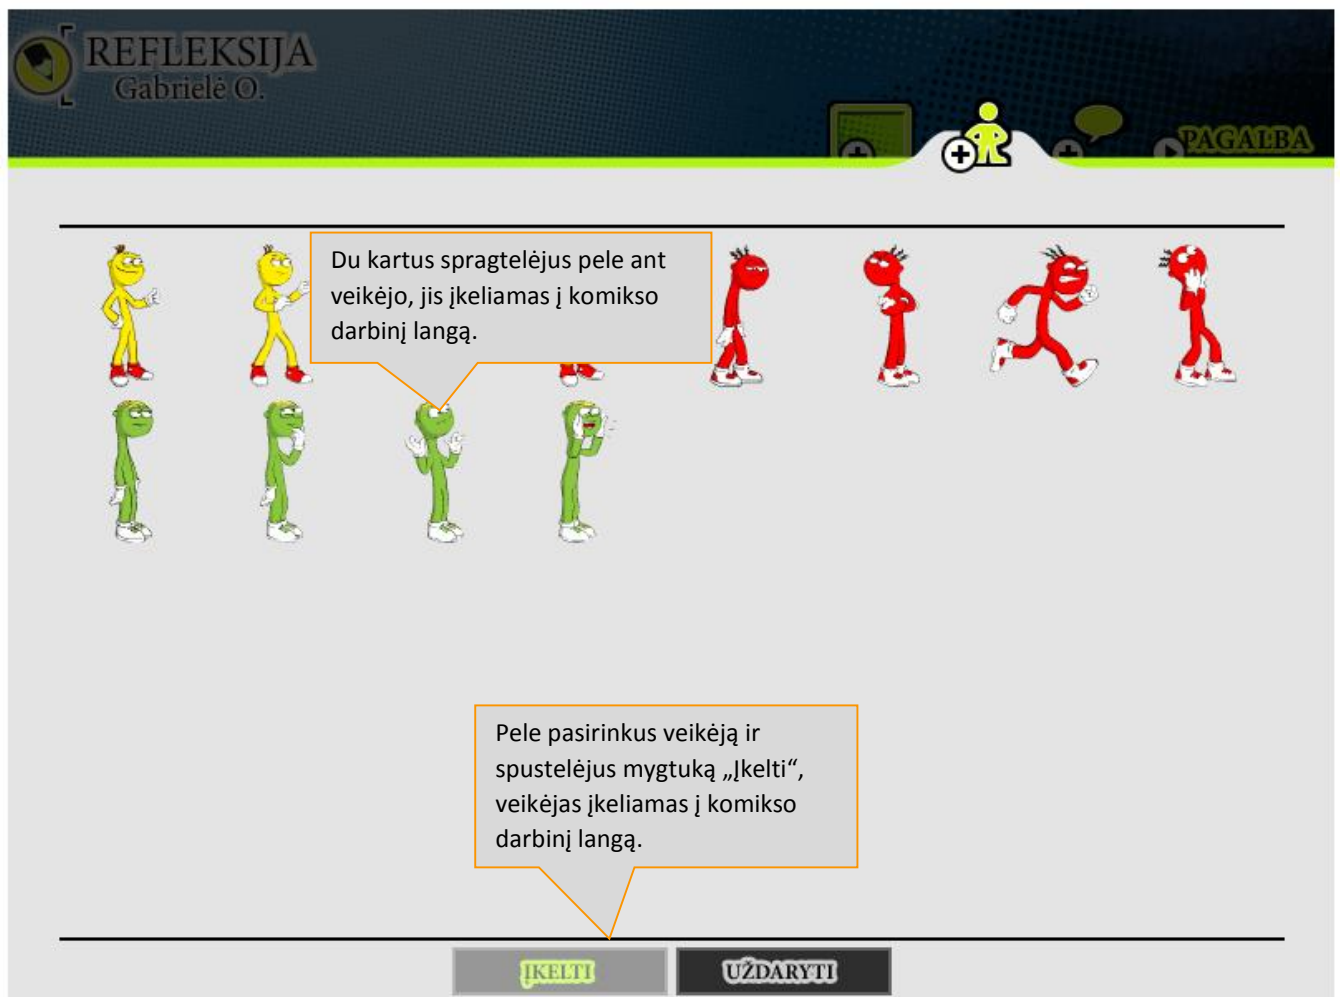 REFLEKSIJA
Gabrielė O.
PAGALBA
Du kartus spragtelėjus pele ant
veikėjo, jis įkeliamas į komikso
darbinį langą.
Pele pasirinkus veikėją ir
spustelėjus mygtuką „Įkelti“,
veikėjas įkeliamas į komikso
darbinį langą.
ĮKELTI
UŽDARYTI